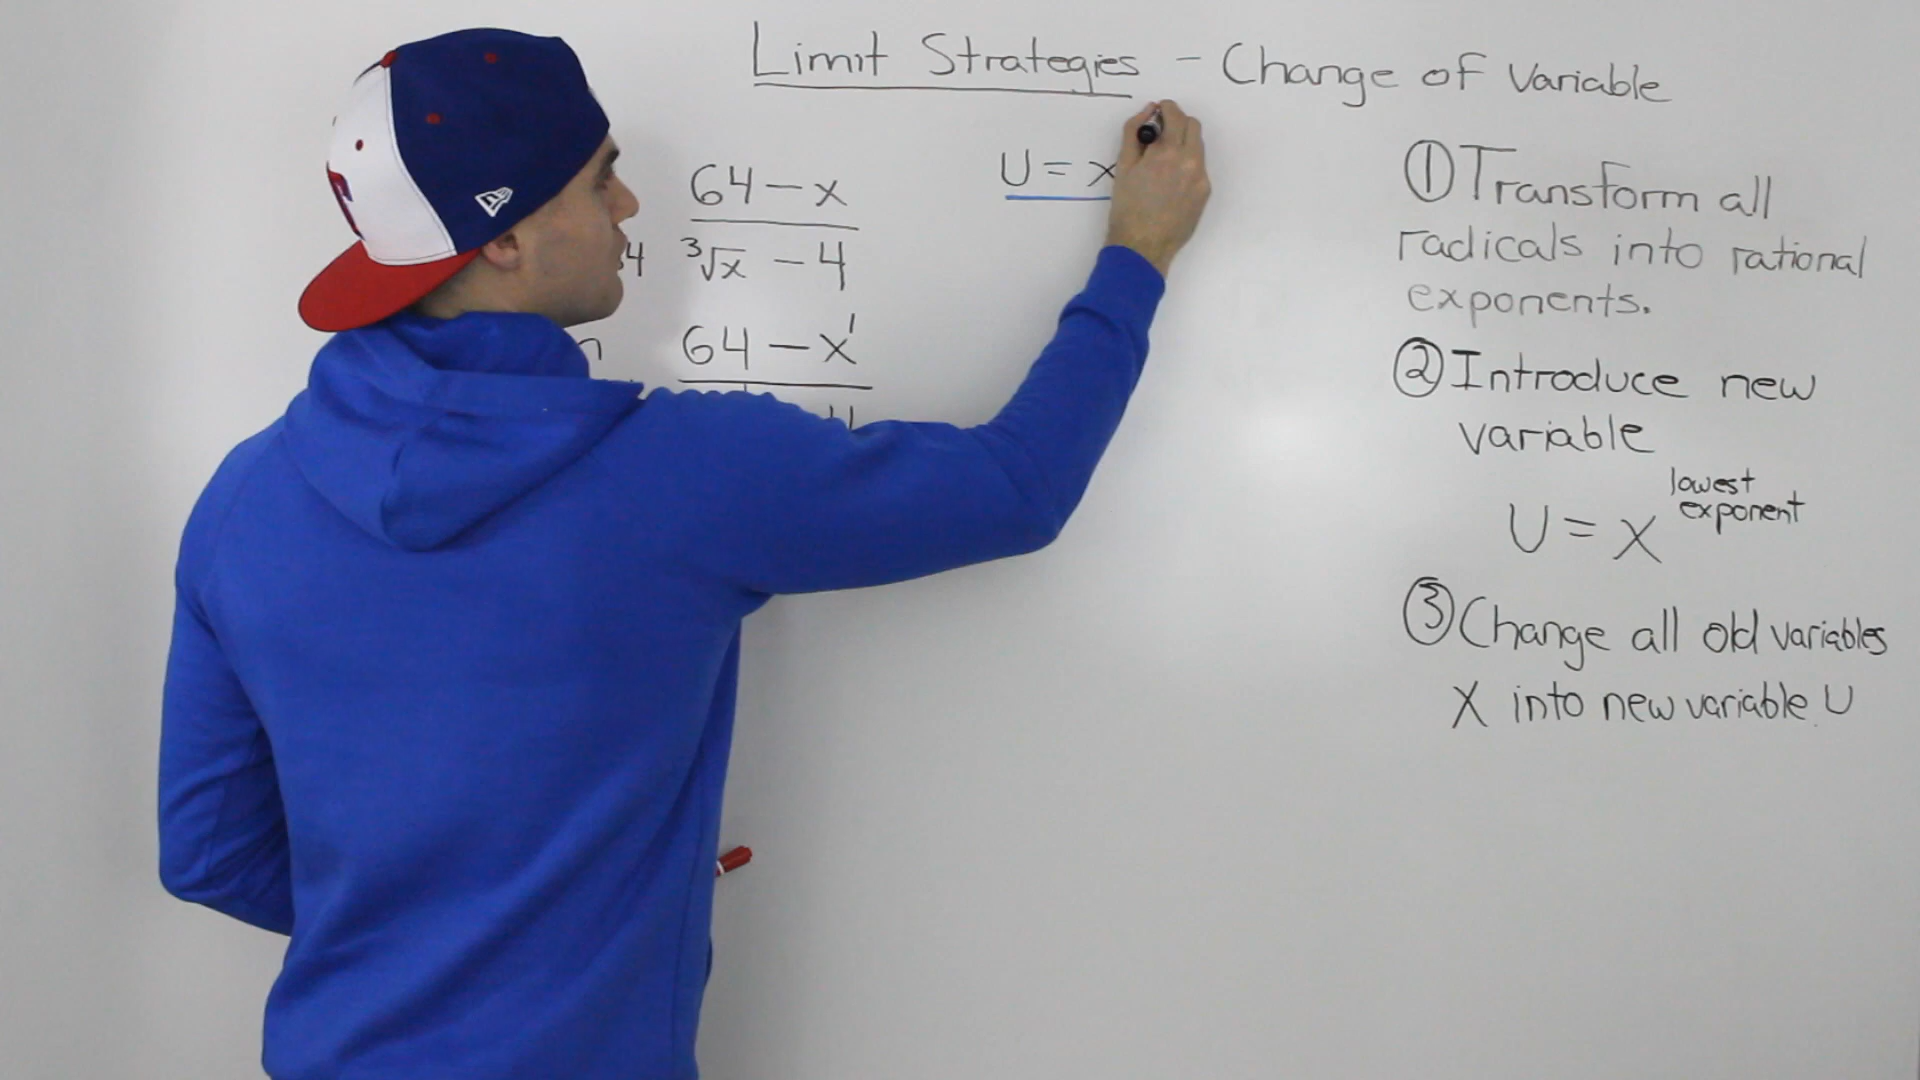 Limit Strategies - Change of Variable
64 - x
4 ∛x - 4
64 - x¹
U = x
① Transform all
radicals into rational
exponents.
② Introduce new
variable
lowest
exponent
U = x
③ Change all old variables
X into new variable U